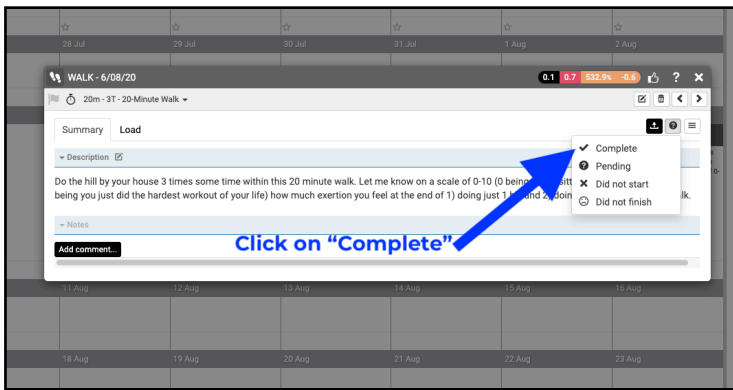 28 Jul 29 Jul 30 Jul 31 Jul 1 Aug 2 Aug
WALK - 6/08/20 0.1 0.7 532.9% -0.6 ?
20m - 3T - 20-Minute Walk
Summary Load
Complete
Description
Pending
Do the hill by your house 3 times some time within this 20 minute walk. Let me know on a scale of 0-10 (0 being sitt
Did not start
being you just did the hardest workout of your life) how much exertion you feel at the end of 1) doing just 1 and 2) doin lk.
Did not finish
Notes
Click on “Complete”
Add comment...
11 Aug 12 Aug 13 Aug 14 Aug 15 Aug 16 Aug
18 Aug 19 Aug 20 Aug 21 Aug 22 Aug 23 Aug